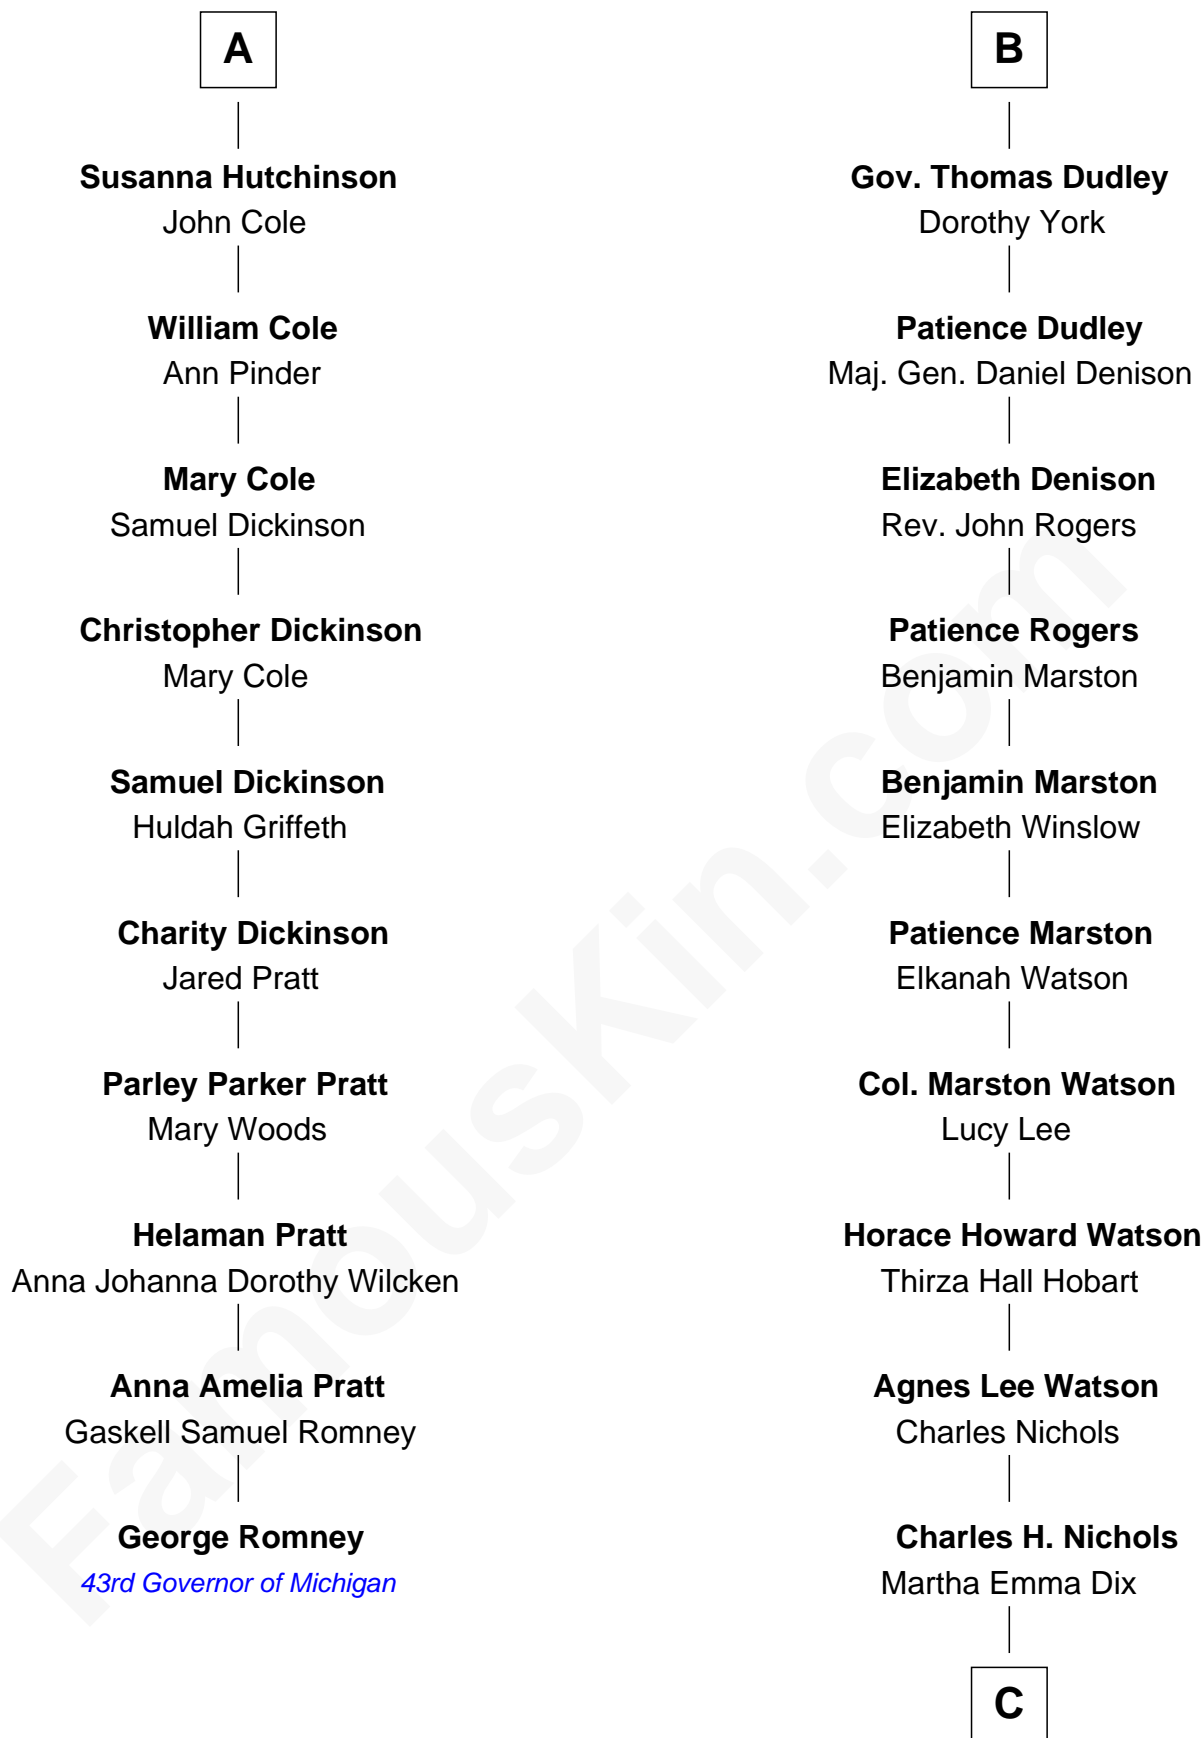 A
Susanna Hutchinson
John Cole
William Cole
Ann Pinder
Mary Cole
Samuel Dickinson
Christopher Dickinson
Mary Cole
Samuel Dickinson
Huldah Griffeth
Charity Dickinson
Jared Pratt
Parley Parker Pratt
Mary Woods
Helaman Pratt
Anna Johanna Dorothy Wilcken
Anna Amelia Pratt
Gaskell Samuel Romney
George Romney
43rd Governor of Michigan
B
Gov. Thomas Dudley
Dorothy York
Patience Dudley
Maj. Gen. Daniel Denison
Elizabeth Denison
Rev. John Rogers
Patience Rogers
Benjamin Marston
Benjamin Marston
Elizabeth Winslow
Patience Marston
Elkanah Watson
Col. Marston Watson
Lucy Lee
Horace Howard Watson
Thirza Hall Hobart
Agnes Lee Watson
Charles Nichols
Charles H. Nichols
Martha Emma Dix
C
FamousKin.com